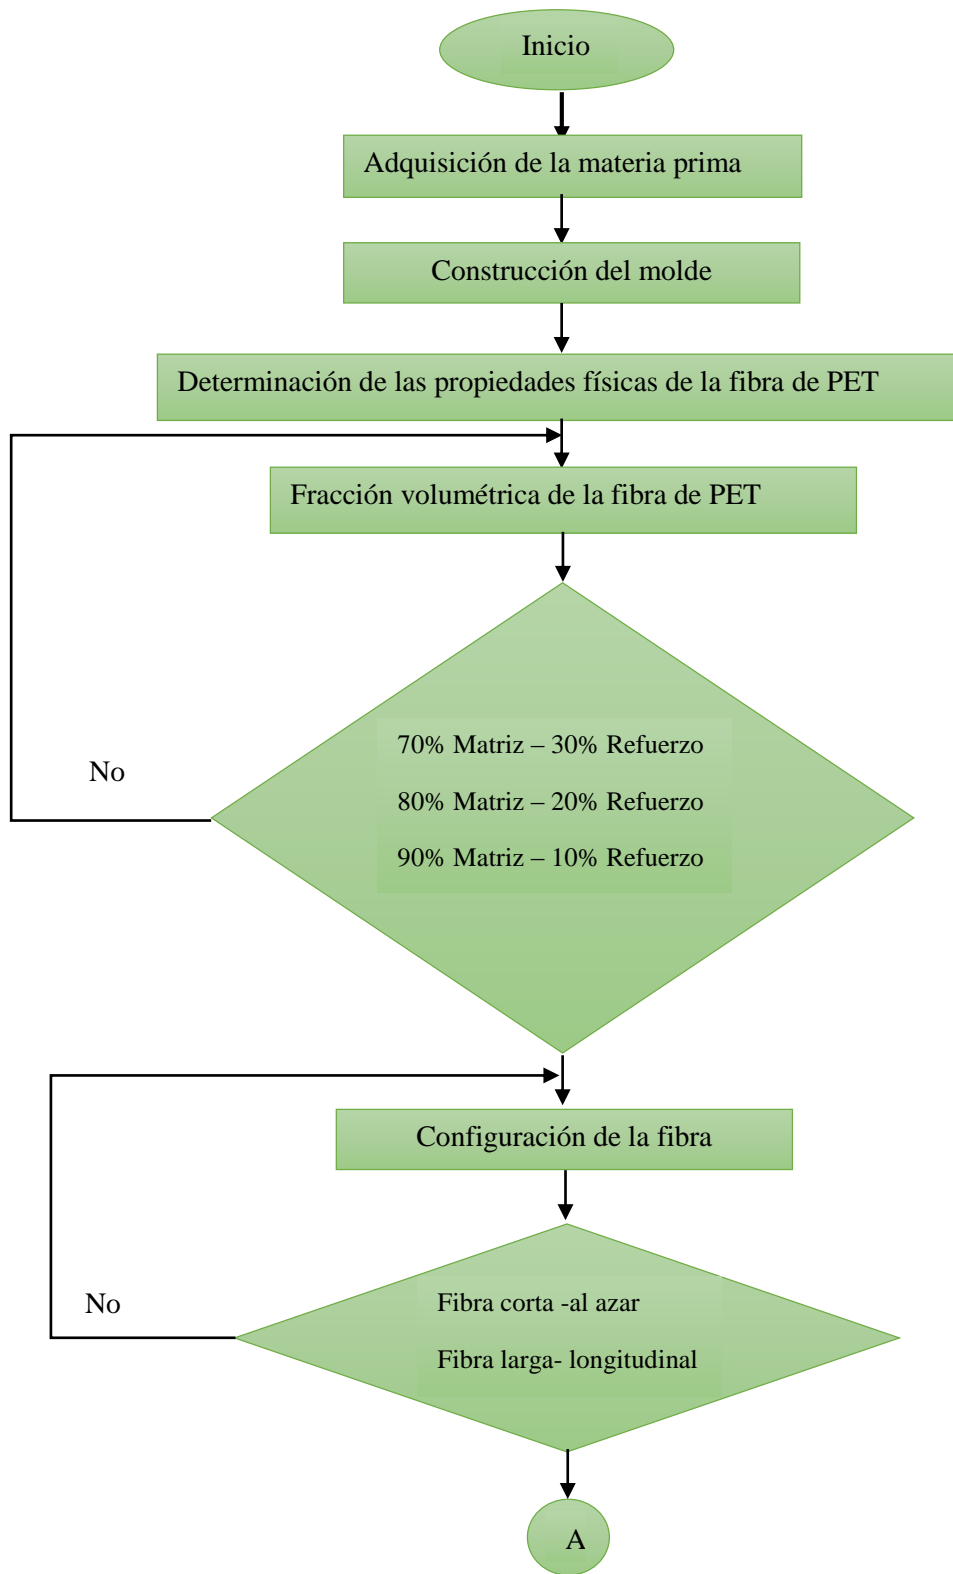 Inicio
Adquisición de la materia prima
Construcción del molde
Determinación de las propiedades físicas de la fibra de PET
Fracción volumétrica de la fibra de PET
70% Matriz – 30% Refuerzo
No
80% Matriz – 20% Refuerzo
90% Matriz – 10% Refuerzo
Configuración de la fibra
No
Fibra corta -al azar
Fibra larga- longitudinal
A